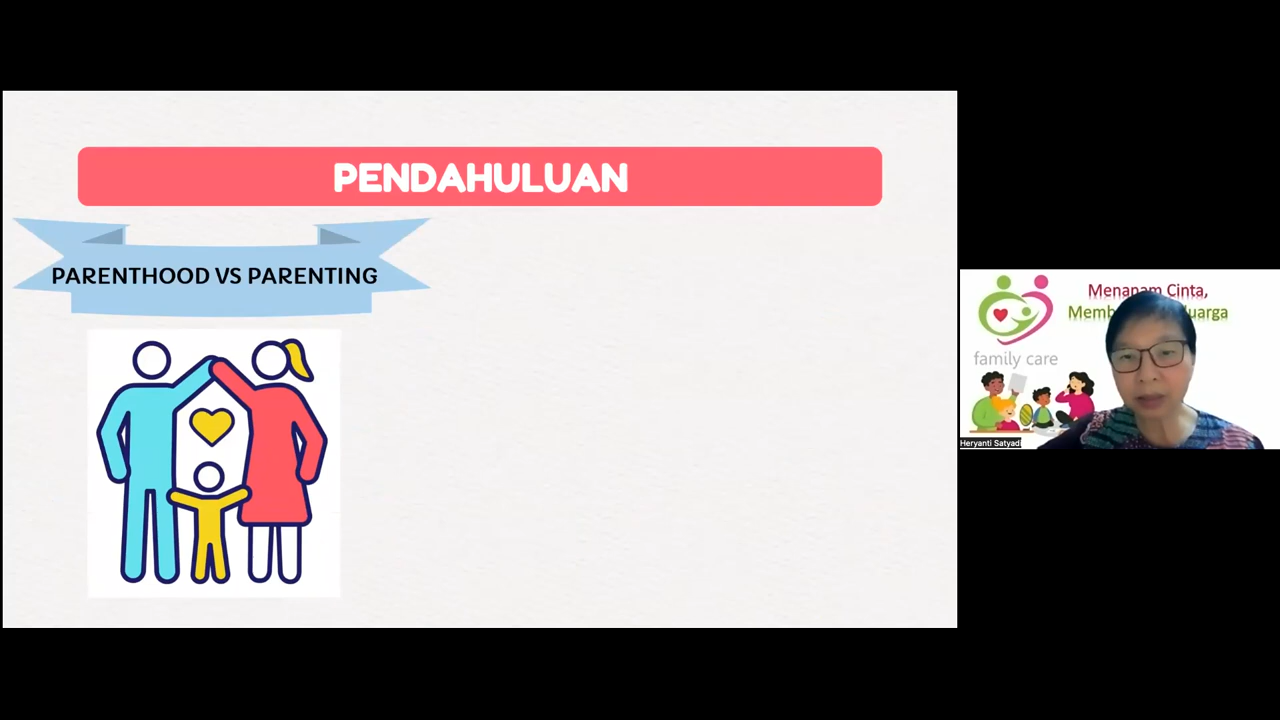 PENDAHULUAN
PARENTHOOD VS PARENTING
Menanam Cinta,
family care
Heryanti Satyadi